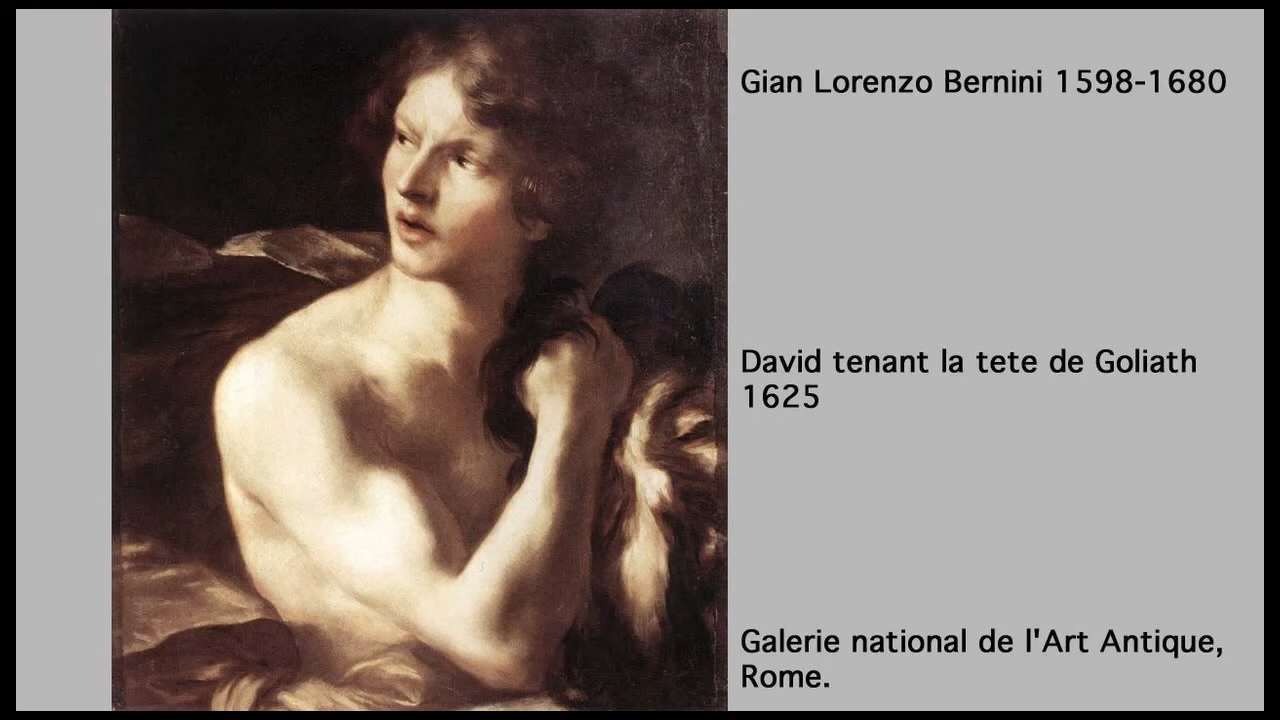 Gian Lorenzo Bernini 1598-1680
David tenant la tete de Goliath
1625
Galerie national de l'Art Antique,
Rome.